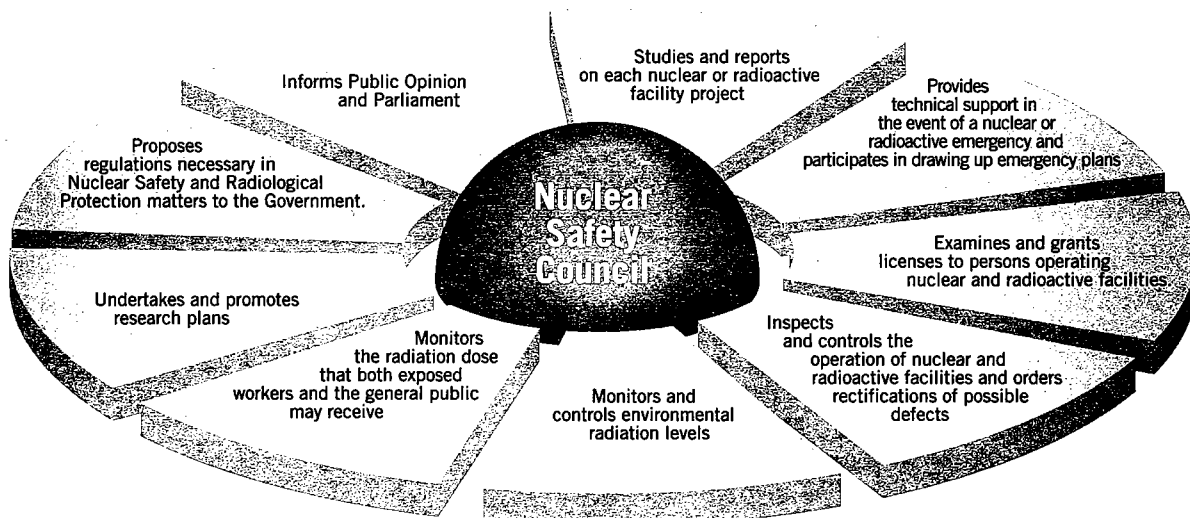 Informs Public Opinion
and Parliament
Studies and reports
on each nuclear or radioactive
facility project
Provides
technical support in
the event of a nuclear or
radioactive emergency and
participates in drawing up emergency plans
Proposes
regulations necessary in
Nuclear Safety and Radiological
Protection matters to the Government.
Nuclear
Safety
Council
Examines and grants
licenses to persons operating
nuclear and radioactive facilities
Undertakes and promotes
research plans
Monitors
the radiation dose
that both exposed
workers and the general public
may receive
Monitors and
controls environmental
radiation levels
Inspects
and controls the
operation of nuclear and
radioactive facilities and orders
rectifications of possible
defects